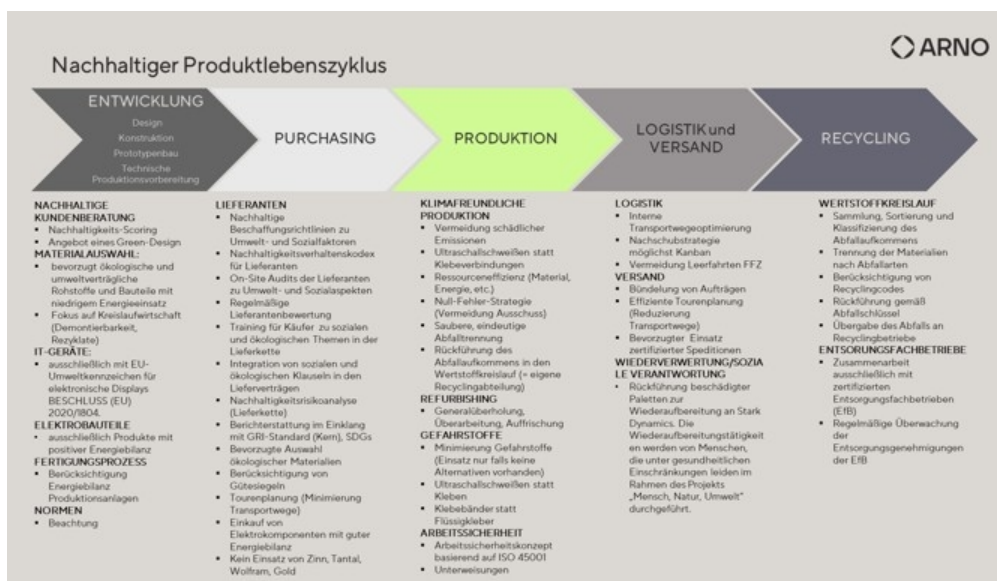 ARNO
Nachhaltiger Produktlebenszyklus
ENTWICKLUNG
Design
Konstruktion
Prototypenbau
Technische
Produktionsvorbereitung
PURCHASING
PRODUKTION
LOGISTIK und
VERSAND
RECYCLING
NACHHALTIGE
KUNDENBERATUNG
▪ Nachhaltigkeits-Scoring
▪ Angebot eines Green-Design
MATERIALAUSWAHL:
▪ bevorzugt ökologische und
umweltverträgliche
Rohstoffe und Bauteile mit
niedrigem Energieeinsatz
▪ Fokus auf Kreislaufwirtschaft
(Demontierbarkeit,
Rezyklate)
IT-GERÄTE:
▪ ausschließlich mit EU-
Umweltkennzeichen für
elektronische Displays
BESCHLUSS (EU)
2020/1804.
ELEKTROBAUTEILE
• ausschließlich Produkte mit
positiver Energiebilanz
FERTIGUNGSPROZESS
▪ Berücksichtigung
Energiebilanz
Produktionsanlagen
NORMEN
▪ Beachtung
LIEFERANTEN
▪ Nachhaltige
Beschaffungsrichtlinien zu
Umwelt- und Sozialfaktoren
▪ Nachhaltigkeitsverhaltenskodex
für Lieferanten
▪ On-Site Audits der Lieferanten
zu Umwelt- und Sozialaspekten
▪ Regelmäßige
Lieferantenbewertung
▪ Training für Käufer zu sozialen
und ökologischen Themen in der
Lieferkette
▪ Integration von sozialen und
ökologischen Klauseln in den
Lieferverträgen
▪ Nachhaltigkeitsrisikoanalyse
(Lieferkette)
▪ Berichterstattung im Einklang
mit GRI-Standard (Kern), SDGs
▪ Bevorzugte Auswahl
ökologischer Materialien
▪ Berücksichtigung von
Gütesiegeln
▪ Tourenplanung (Minimierung
Transportwege)
▪ Einkauf von
Elektrokomponenten mit guter
Energiebilanz
▪ Kein Einsatz von Zinn, Tantal,
Wolfram, Gold
KLIMAFREUNDLICHE
PRODUKTION
▪ Vermeidung schädlicher
Emissionen
▪ Ultraschallschweißen statt
Klebeverbindungen
▪ Ressourceneffizienz (Material,
Energie, etc.)
▪ Null-Fehler-Strategie
(Vermeidung Ausschuss)
▪ Saubere, eindeutige
Abfalltrennung
▪ Rückführung des
Abfallaufkommens in den
Wertstoffkreislauf (= eigene
Recyclingabteilung)
REFURBISHING
▪ Generalüberholung,
Überarbeitung, Auffrischung
GEFAHRSTOFFE
▪ Minimierung Gefahrstoffe
(Einsatz nur falls keine
Alternativen vorhanden)
▪ Ultraschallschweißen statt
Kleben
▪ Klebebänder statt
Flüssigkleber
ARBEITSSICHERHEIT
▪ Arbeitssicherheitskonzept
basierend auf ISO 45001
▪ Unterweisungen
LOGISTIK
▪ Interne
Transportwegeoptimierung
▪ Nachschubstrategie
möglichst Kanban
▪ Vermeidung Leerfahrten FFZ
VERSAND
▪ Bündelung von Aufträgen
▪ Effiziente Tourenplanung
(Reduzierung
Transportwege)
▪ Bevorzugter Einsatz
zertifizierter Speditionen
WIEDERVERWERTUNG/SOZIA
LE VERANTWORTUNG
• Rückführung beschädigter
Paletten zur
Wiederaufbereitung an Stark
Dynamics. Die
Wiederaufbereitungstätigkeit
en werden von Menschen,
die unter gesundheitlichen
Einschränkungen leiden im
Rahmen des Projekts
„Mensch, Natur, Umwelt“
durchgeführt.
WERTSTOFFKREISLAUF
▪ Sammlung, Sortierung und
Klassifizierung des
Abfallaufkommens
▪ Trennung der Materialien
nach Abfallarten
▪ Berücksichtigung von
Recyclingcodes
▪ Rückführung gemäß
Abfallschlüssel
▪ Übergabe des Abfalls an
Recyclingbetriebe
ENTSORUNGSFACHBETRIEBE
▪ Zusammenarbeit
ausschließlich mit
zertifizierten
Entsorgungsfachbetrieben
(EfB)
▪ Regelmäßige Überwachung
der
Entsorgungsgenehmigungen
der EfB